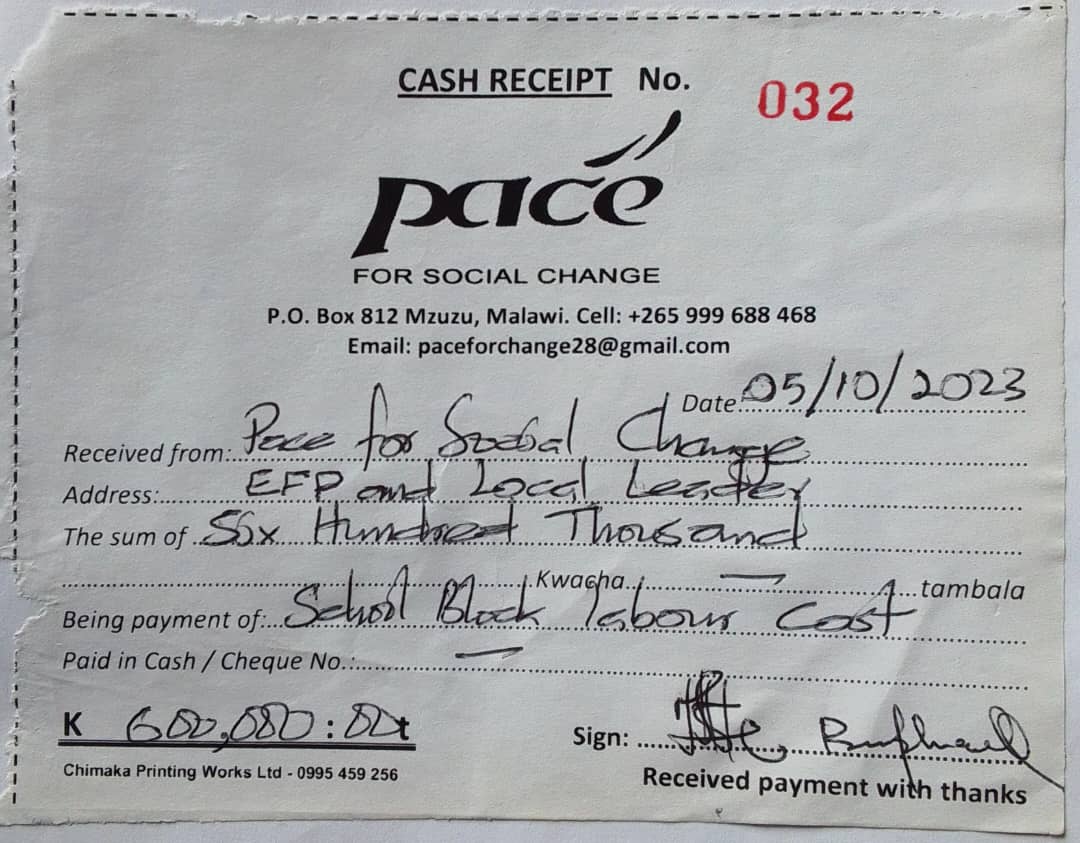 CASH RECEIPT No. 032
pacé
FOR SOCIAL CHANGE
P.O. Box 812 Mzuzu, Malawi. Cell: +265 999 688 468
Email: paceforchange28@gmail.com
Date: 05/10/2023
Received from: Pace for Social Change
Address: EFP and Local Leader
The sum of Six Hundred Thousand
Kwacha — tambala
Being payment of: School Block labour Cost
Paid in Cash / Cheque No.: —
K 600,000:00t
Sign:
Chimaka Printing Works Ltd - 0995 459 256
Received payment with thanks